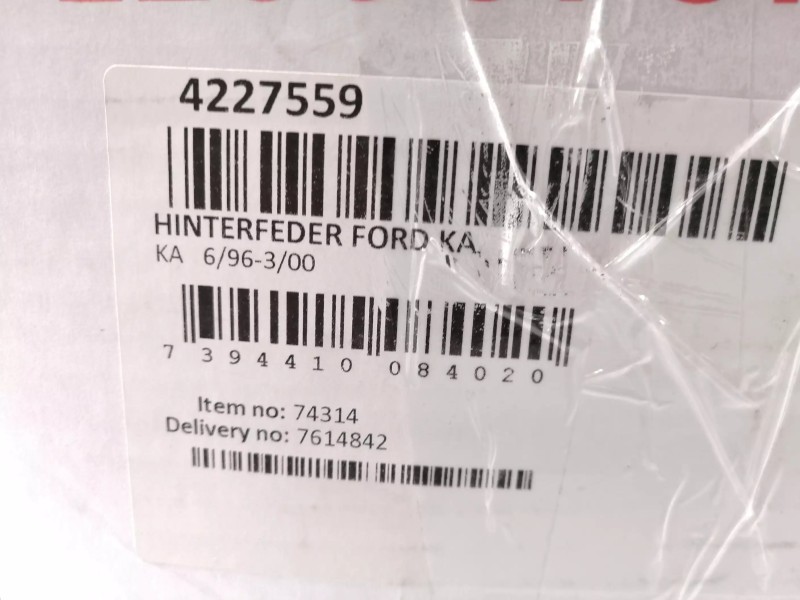 4227559
HINTERFEDER FORD KA,
KA 6/96-3/00
7 394410 084020
Item no: 74314
Delivery no: 7614842